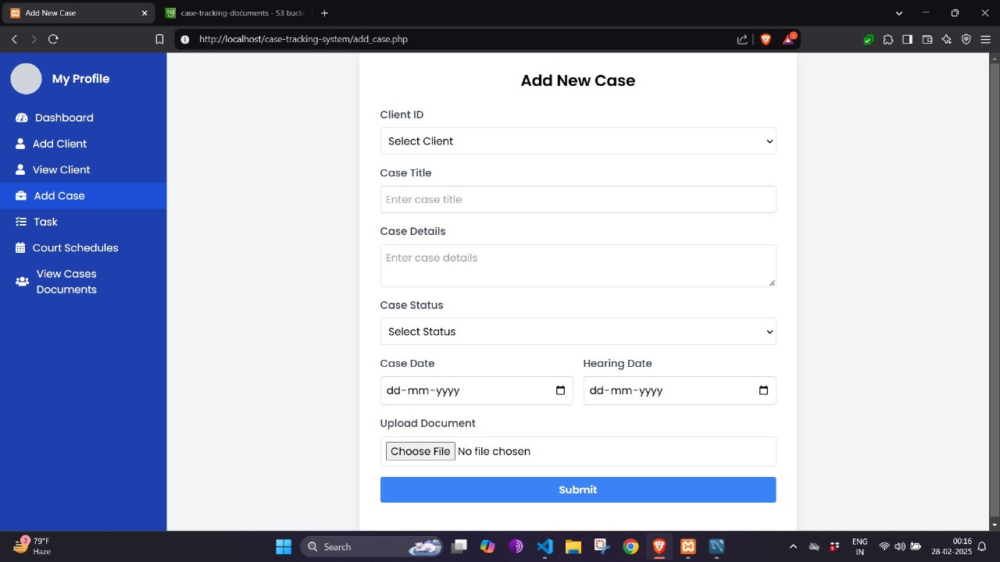 Add New Case
case-tracking-documents - S3 buck
http://localhost/case-tracking-system/add_case.php
1
My Profile
Dashboard
Add Client
View Client
Add Case
Task
Court Schedules
View Cases
Documents
Add New Case
Client ID
Select Client
Case Title
Enter case title
Case Details
Enter case details
Case Status
Select Status
Case Date
Hearing Date
dd-mm-yyyy
dd-mm-yyyy
Upload Document
Choose File No file chosen
Submit
3
79°F
Haze
Search
ENG
IN
00:16
28-02-2025